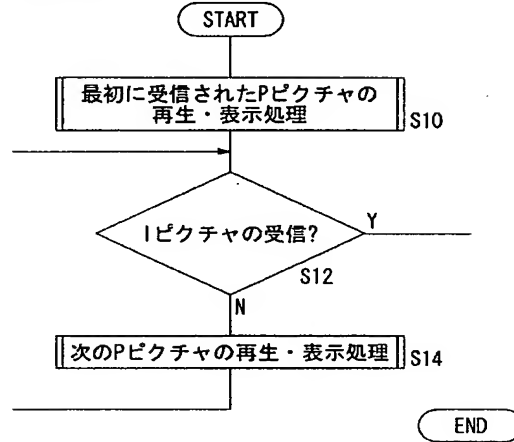 START
最初に受信されたPピクチャの
再生・表示処理
S10
Iピクチャの受信?
Y
S12
N
次のPピクチャの再生・表示処理
S14
END